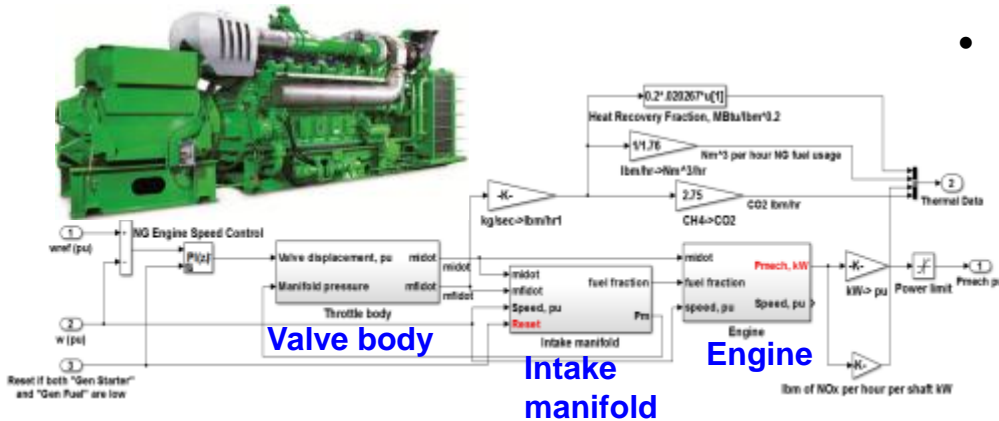 •
0.2*.020267*u[1]
Heat Recovery Fraction, MBtu/lbm*0.2
1/1.76
Nm^3 per hour NG fuel usage
lbm/hr->Nm^3/hr
-K-
kg/sec->lbm/hr1
2.75
CO2 lbm/hr
CH4->CO2
2
Thermal Data
1
wref (pu)
NG Engine Speed Control
PI(z)
Valve displacement, pu
midot
midot
Manifold pressure
mfidot
mfidot
Throttle body
Valve body
midot
mfidot
Speed, pu
Reset
fuel fraction
Pm
Intake manifold
Intake
manifold
midot
Pmech, kW
fuel fraction
speed, pu
Speed, pu
Engine
Engine
-K-
kW-> pu
Power limit
1
Pmech pu
-K-
lbm of NOx per hour per shaft kW
2
w (pu)
3
Reset if both "Gen Starter"
and "Gen Fuel" are low